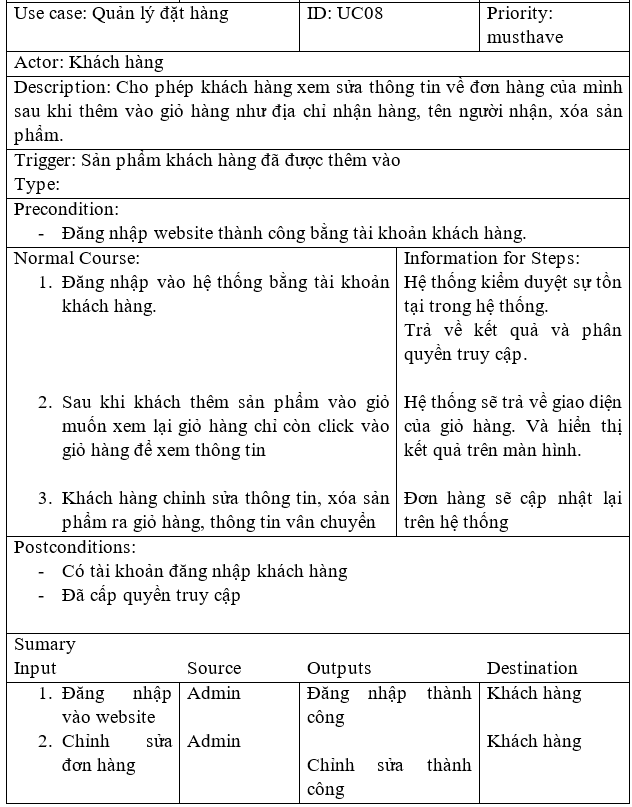 Use case: Quản lý đặt hàng
ID: UC08
Priority:
musthave
Actor: Khách hàng
Description: Cho phép khách hàng xem sửa thông tin về đơn hàng của mình
sau khi thêm vào giỏ hàng như địa chỉ nhận hàng, tên người nhận, xóa sản
phẩm.
Trigger: Sản phẩm khách hàng đã được thêm vào
Type:
Precondition:
- Đăng nhập website thành công bằng tài khoản khách hàng.
Normal Course:
1. Đăng nhập vào hệ thống bằng tài khoản
khách hàng.
2. Sau khi khách thêm sản phẩm vào giỏ
muốn xem lại giỏ hàng chỉ còn click vào
giỏ hàng để xem thông tin
3. Khách hàng chỉnh sửa thông tin, xóa sản
phẩm ra giỏ hàng, thông tin vân chuyển
Information for Steps:
Hệ thống kiểm duyệt sự tồn
tại trong hệ thống.
Trả về kết quả và phân
quyền truy cập.
Hệ thống sẽ trả về giao diện
của giỏ hàng. Và hiển thị
kết quả trên màn hình.
Đơn hàng sẽ cập nhật lại
trên hệ thống
Postconditions:
- Có tài khoản đăng nhập khách hàng
- Đã cấp quyền truy cập
Sumary
Input Source Outputs Destination
1. Đăng nhập
vào website
2. Chỉnh sửa
đơn hàng
Admin
Admin
Đăng nhập thành
công
Chỉnh sửa thành
công
Khách hàng
Khách hàng